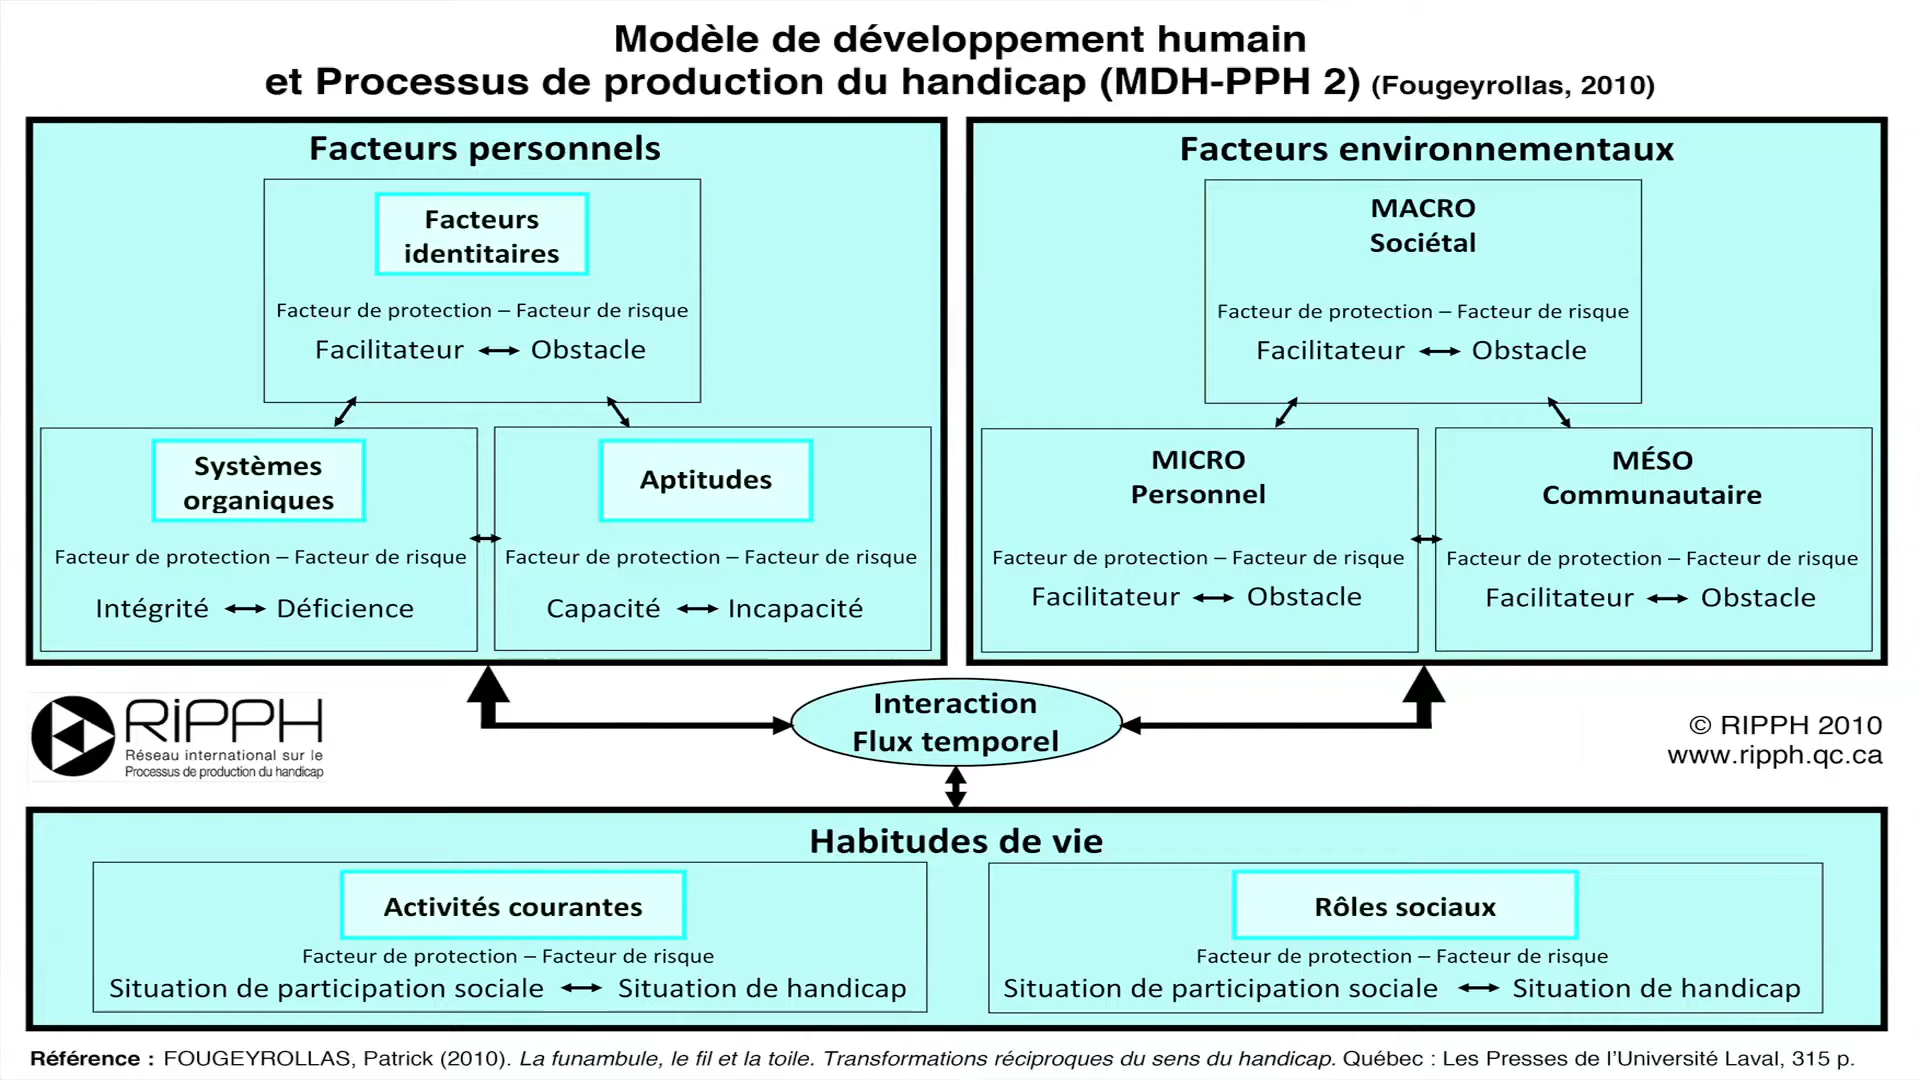 Modèle de développement humain
et Processus de production du handicap (MDH-PPH 2) (Fougeyrollas, 2010)
Facteurs personnels
Facteurs
identitaires
Facteur de protection – Facteur de risque
Facilitateur ↔ Obstacle
Systèmes
organiques
Facteur de protection – Facteur de risque
Intégrité ↔ Déficience
Aptitudes
Facteur de protection – Facteur de risque
Capacité ↔ Incapacité
Facteurs environnementaux
MACRO
Sociétal
Facteur de protection – Facteur de risque
Facilitateur ↔ Obstacle
MICRO
Personnel
Facteur de protection – Facteur de risque
Facilitateur ↔ Obstacle
MÉSO
Communautaire
Facteur de protection – Facteur de risque
Facilitateur ↔ Obstacle
RIPPH
Réseau international sur le
Processus de production du handicap
Interaction
Flux temporel
© RIPPH 2010
www.ripph.qc.ca
Habitudes de vie
Activités courantes
Facteur de protection – Facteur de risque
Situation de participation sociale ↔ Situation de handicap
Rôles sociaux
Facteur de protection – Facteur de risque
Situation de participation sociale ↔ Situation de handicap
Référence : FOUGEYROLLAS, Patrick (2010). La funambule, le fil et la toile. Transformations réciproques du sens du handicap. Québec : Les Presses de l’Université Laval, 315 p.